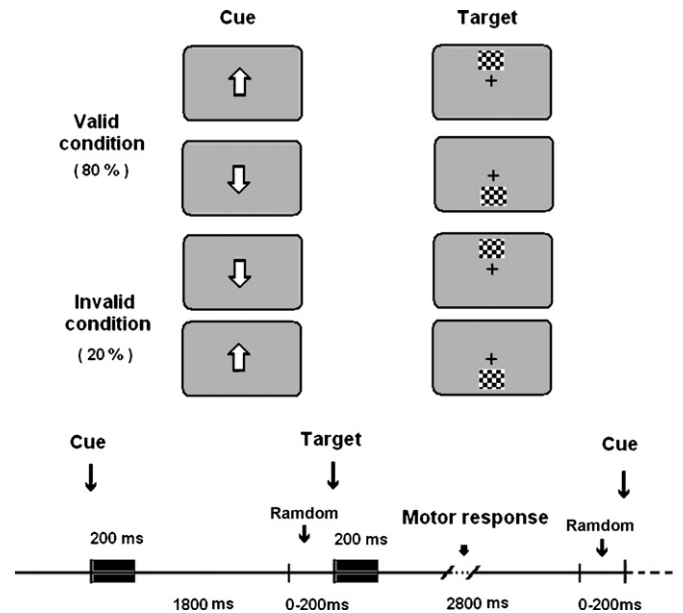 Cue Target
Valid
condition
( 80 % )
Invalid
condition
( 20 % )
Cue Target Cue
Ramdom Motor response Ramdom
200 ms 200 ms
1800 ms 0-200ms 2800 ms 0-200ms